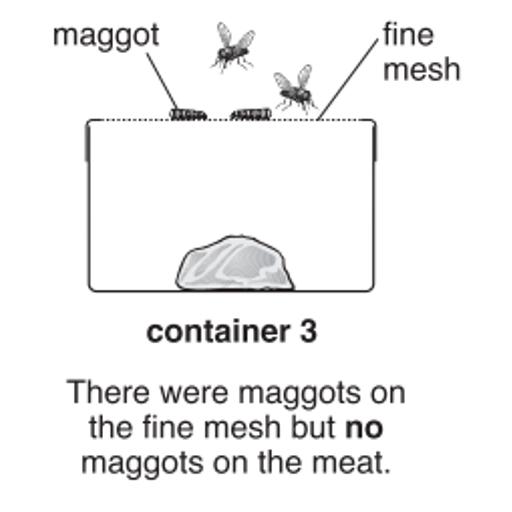 maggot
fine
mesh
container 3
There were maggots on
the fine mesh but no
maggots on the meat.